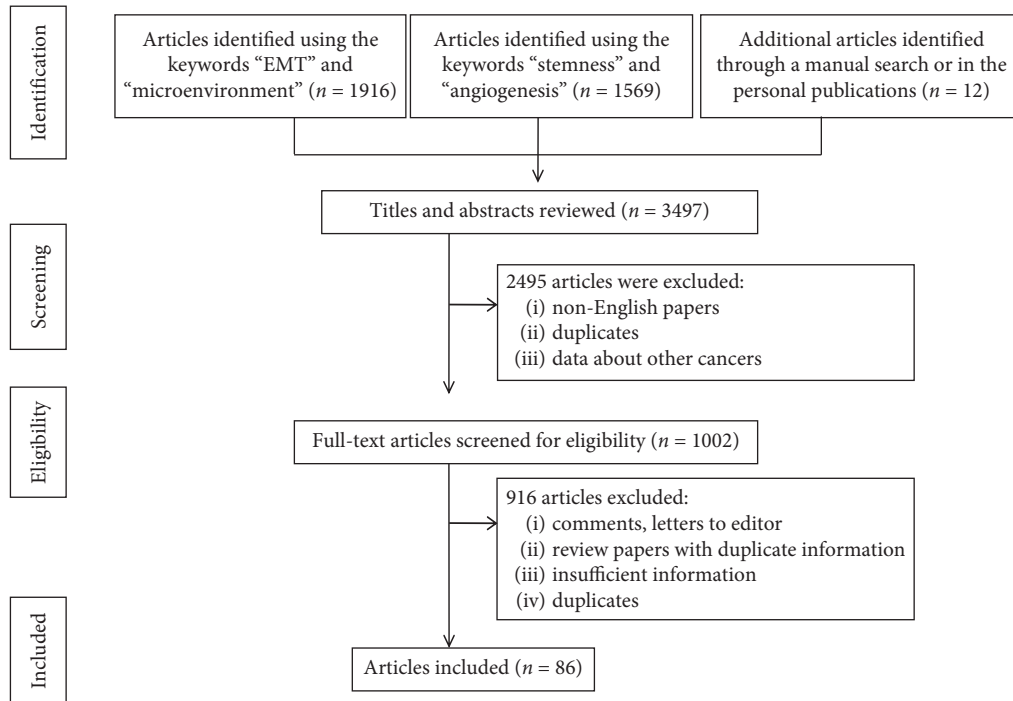 Identification
Articles identified using the
keywords “EMT” and
“microenvironment” (n = 1916)
Articles identified using the
keywords “stemness” and
“angiogenesis” (n = 1569)
Additional articles identified
through a manual search or in the
personal publications (n = 12)
Titles and abstracts reviewed (n = 3497)
Screening
2495 articles were excluded:
(i) non-English papers
(ii) duplicates
(iii) data about other cancers
Eligibility
Full-text articles screened for eligibility (n = 1002)
916 articles excluded:
(i) comments, letters to editor
(ii) review papers with duplicate information
(iii) insufficient information
(iv) duplicates
Included
Articles included (n = 86)